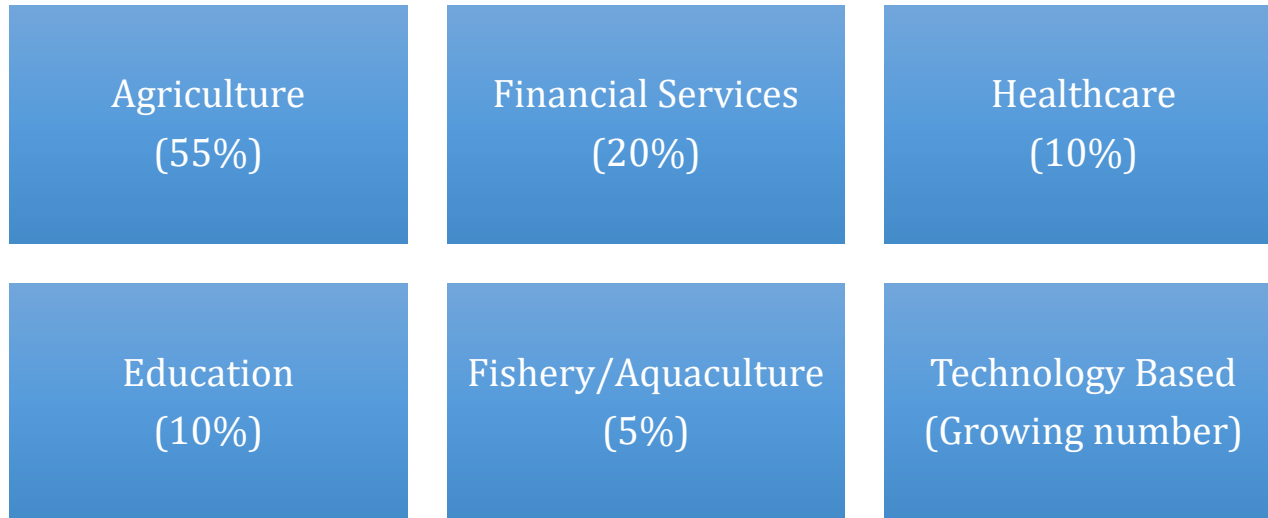 Agriculture
(55%)
Financial Services
(20%)
Healthcare
(10%)
Education
(10%)
Fishery/Aquaculture
(5%)
Technology Based
(Growing number)